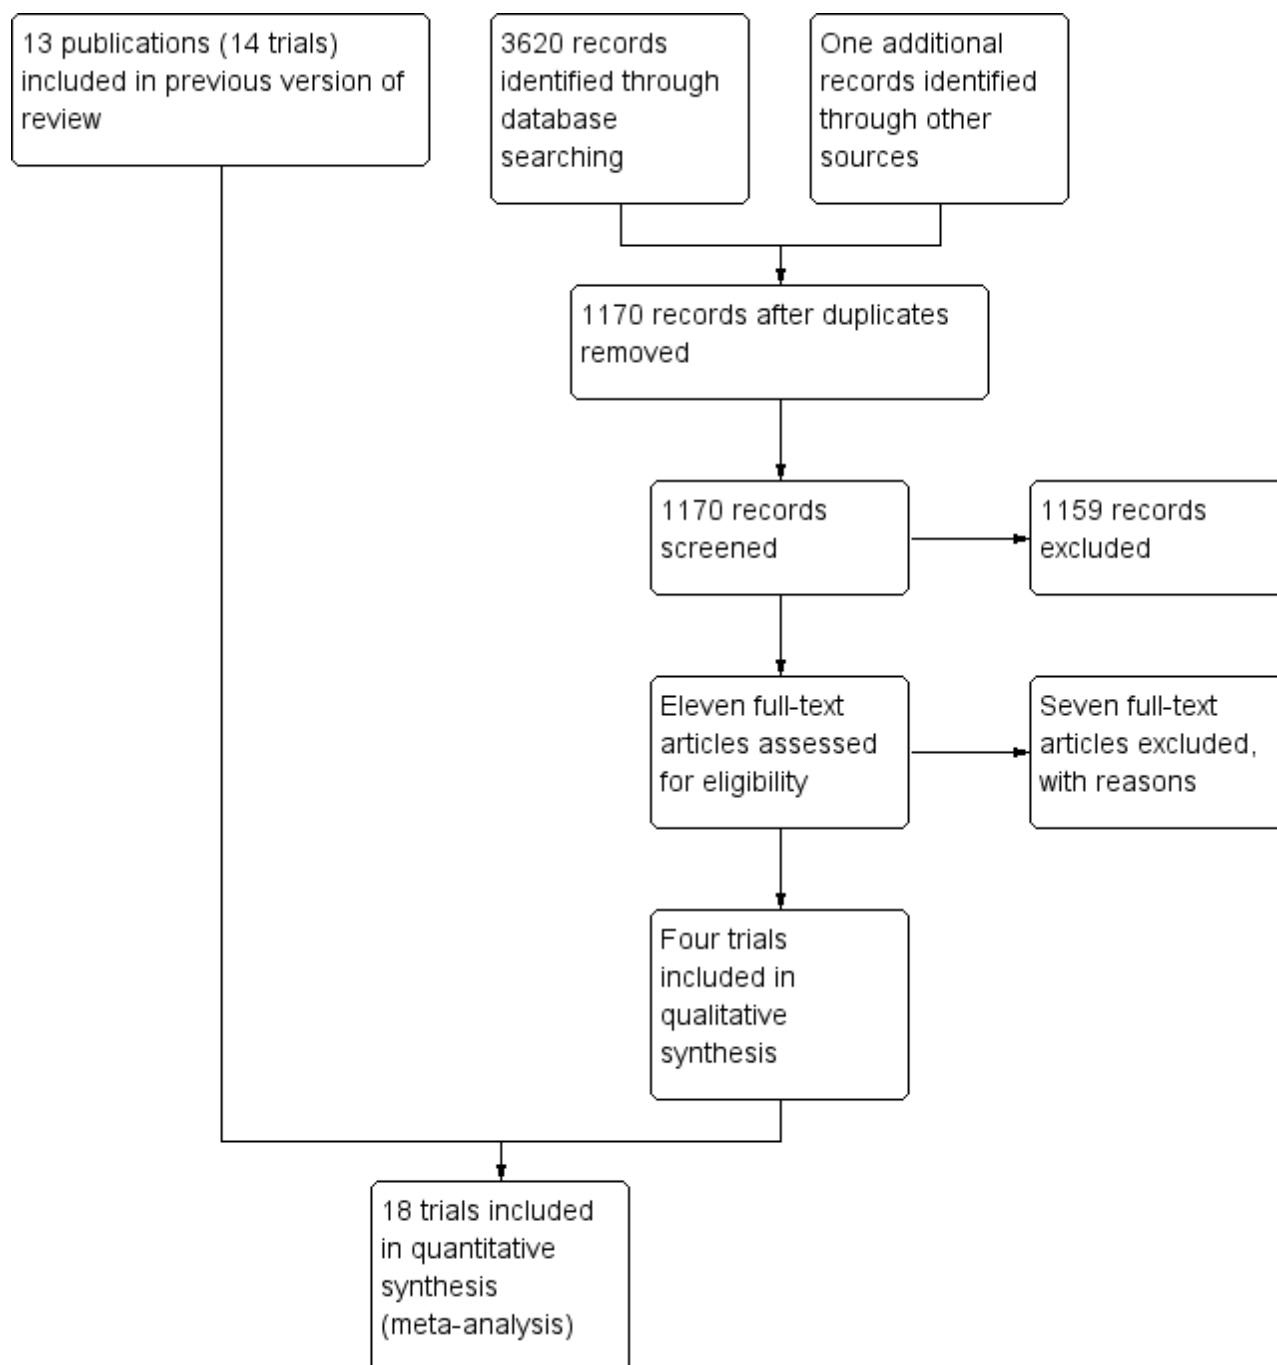 13 publications (14 trials)
included in previous version of
review
3620 records
identified through
database
searching
One additional
records identified
through other
sources
1170 records after duplicates
removed
1170 records
screened
1159 records
excluded
Eleven full-text
articles assessed
for eligibility
Seven full-text
articles excluded,
with reasons
Four trials
included in
qualitative
synthesis
18 trials included
in quantitative
synthesis
(meta-analysis)